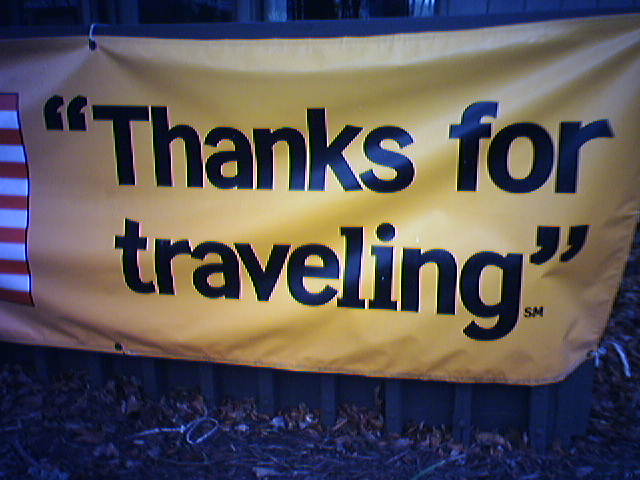 “Thanks for
traveling” SM